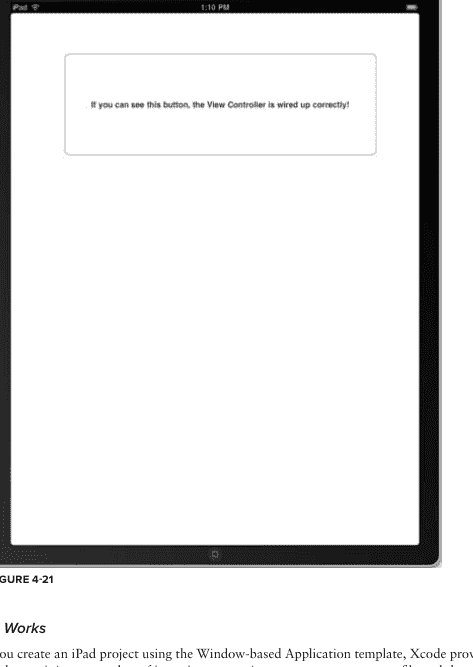 iPad 1:10 PM
If you can see this button, the View Controller is wired up correctly!
GURE 4-21
Works
ou create an iPad project using the Window-based Application template, Xcode prov